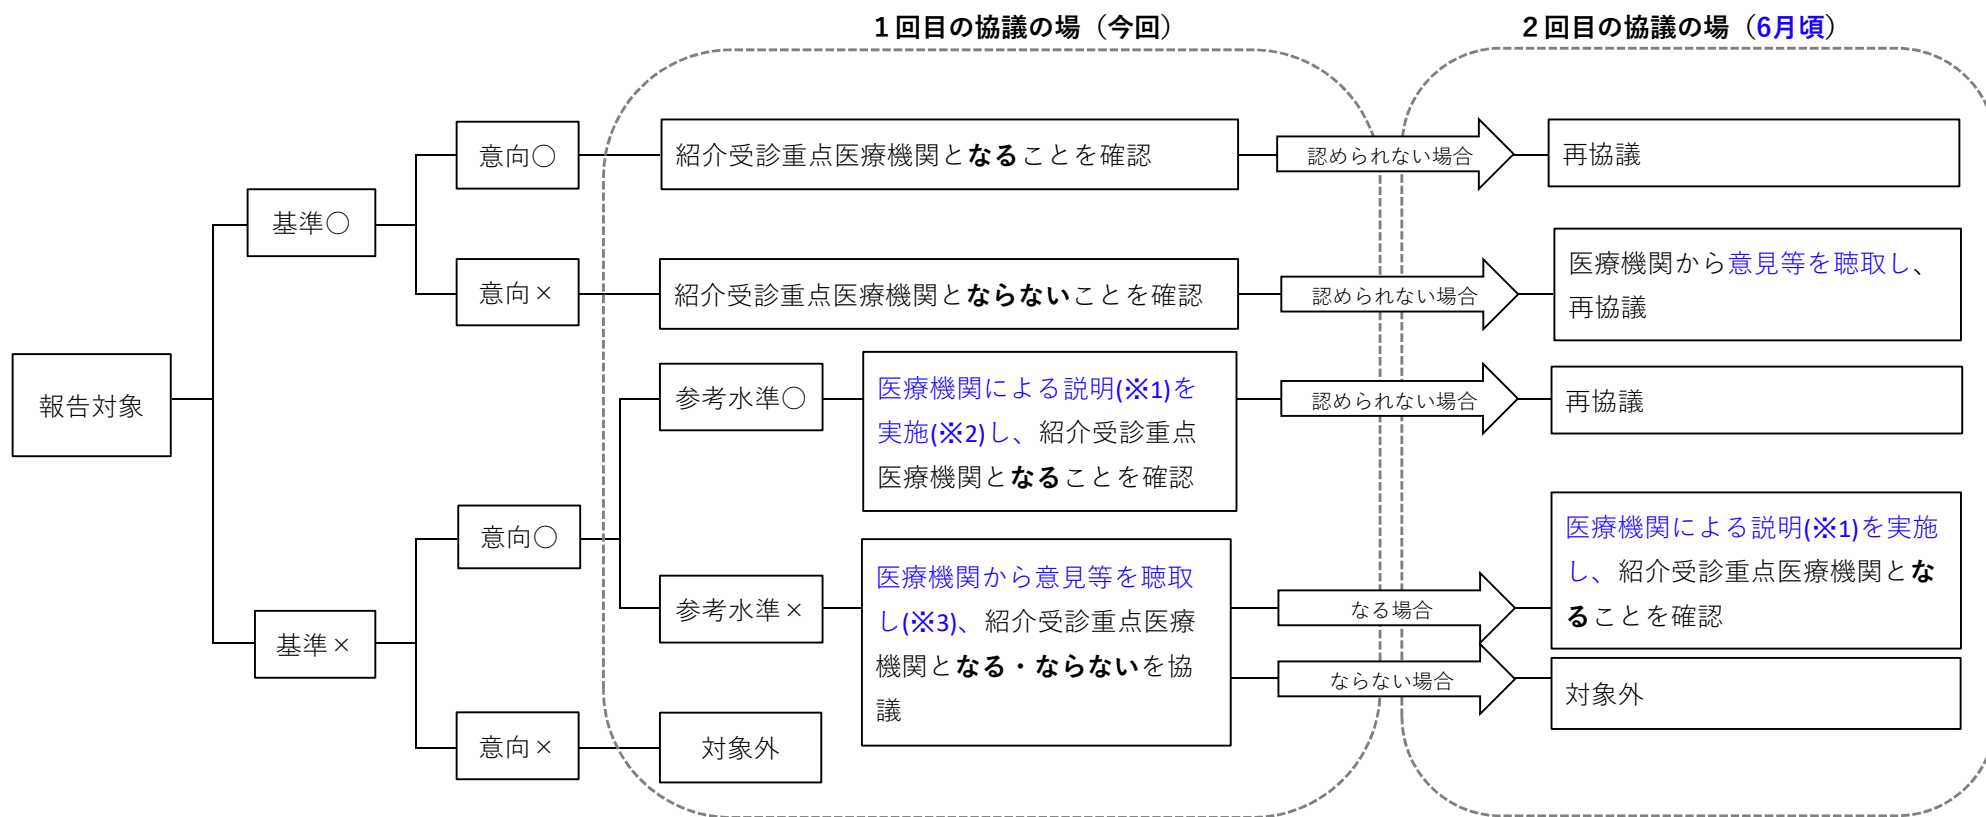 1回目の協議の場（今回）
2回目の協議の場（6月頃）
意向○
紹介受診重点医療機関となることを確認
認められない場合
再協議
基準○
意向×
紹介受診重点医療機関とならないことを確認
認められない場合
医療機関から意見等を聴取し、
再協議
報告対象
参考水準○
医療機関による説明(※1)を
実施(※2)し、紹介受診重点
医療機関となることを確認
認められない場合
再協議
意向○
参考水準×
医療機関から意見等を聴取
し(※3)、紹介受診重点医療
機関となる・ならないを協
議
なる場合
医療機関による説明(※1)を実施
し、紹介受診重点医療機関とな
ることを確認
ならない場合
対象外
基準×
意向×
対象外